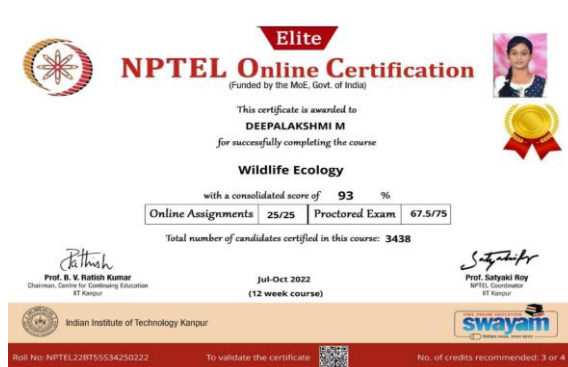 Elite
NPTEL Online Certification
(Funded by the MoE, Govt. of India)
This certificate is awarded to
DEEPALAKSHMI M
for successfully completing the course
Wildlife Ecology
with a consolidated score of 93 %
Online Assignments 25/25 Proctored Exam 67.5/75
Total number of candidates certified in this course: 3438
Prof. B. V. Ratish Kumar
Chairman, Centre for Continuing Education
IIT Kanpur
Jul-Oct 2022
(12 week course)
Prof. Satyaki Roy
NPTEL Coordinator
IIT Kanpur
Indian Institute of Technology Kanpur
FREE ONLINE EDUCATION
swayam
Roll No: NPTEL22BT55S34250222
To validate the certificate
No. of credits recommended: 3 or 4